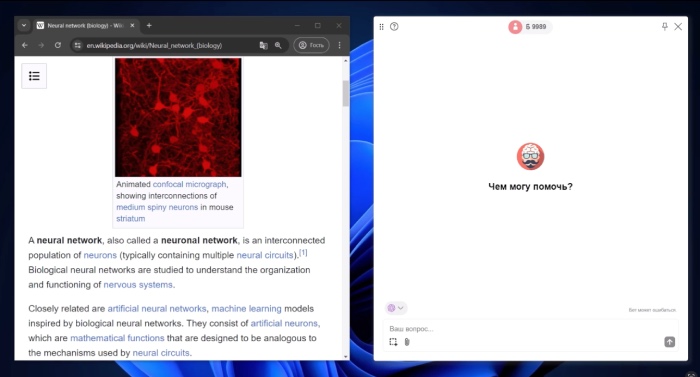 Neural network (biology) - Wiki
en.wikipedia.org/wiki/Neural_network_(biology)
Гость
Animated confocal micrograph,
showing interconnections of
medium spiny neurons in mouse
striatum
A neural network, also called a neuronal network, is an interconnected
population of neurons (typically containing multiple neural circuits).[1]
Biological neural networks are studied to understand the organization
and functioning of nervous systems.
Closely related are artificial neural networks, machine learning models
inspired by biological neural networks. They consist of artificial neurons,
which are mathematical functions that are designed to be analogous to
the mechanisms used by neural circuits.
Б 9989
Чем могу помочь?
Бот может ошибаться
Ваш вопрос...